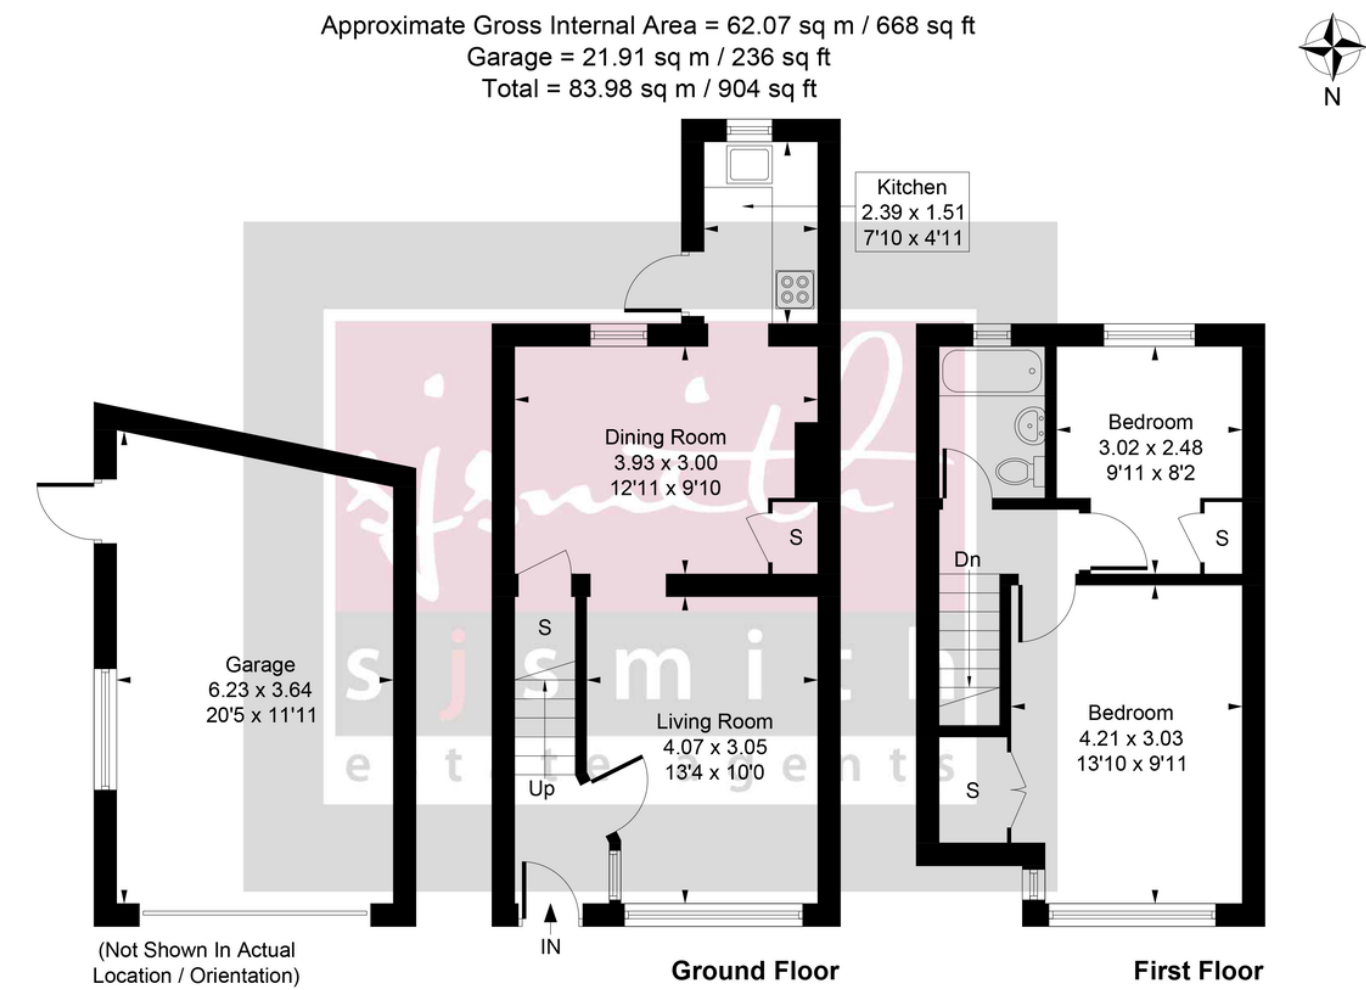 Approximate Gross Internal Area = 62.07 sq m / 668 sq ft
Garage = 21.91 sq m / 236 sq ft
Total = 83.98 sq m / 904 sq ft
N
Kitchen
2.39 x 1.51
7'10 x 4'11
Dining Room
3.93 x 3.00
12'11 x 9'10
S
Bedroom
3.02 x 2.48
9'11 x 8'2
S
Dn
S
Garage
6.23 x 3.64
20'5 x 11'11
Living Room
4.07 x 3.05
13'4 x 10'0
Up
Bedroom
4.21 x 3.03
13'10 x 9'11
S
sjsmith
sjsmith
estate agents
IN
(Not Shown In Actual
Location / Orientation)
Ground Floor
First Floor